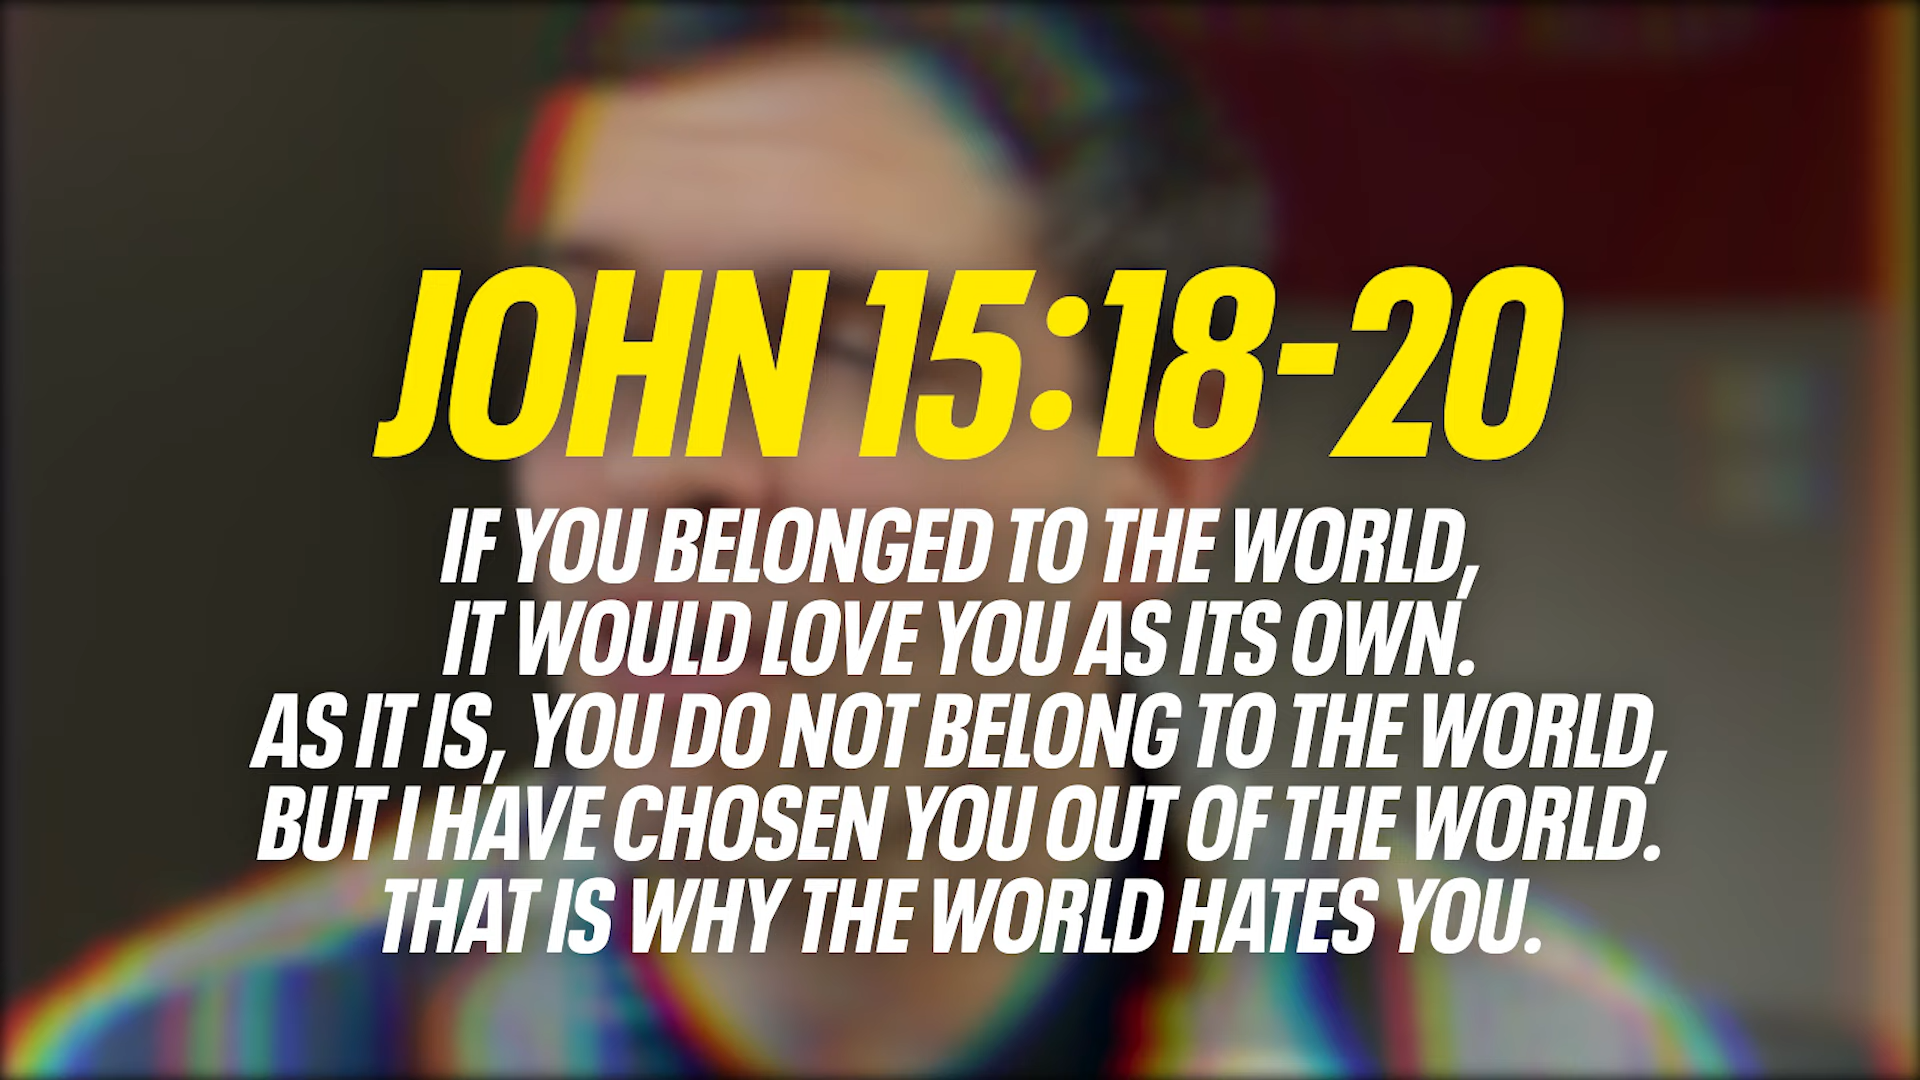 JOHN 15:18-20
IF YOU BELONGED TO THE WORLD,
IT WOULD LOVE YOU AS ITS OWN.
AS IT IS, YOU DO NOT BELONG TO THE WORLD,
BUT I HAVE CHOSEN YOU OUT OF THE WORLD.
THAT IS WHY THE WORLD HATES YOU.